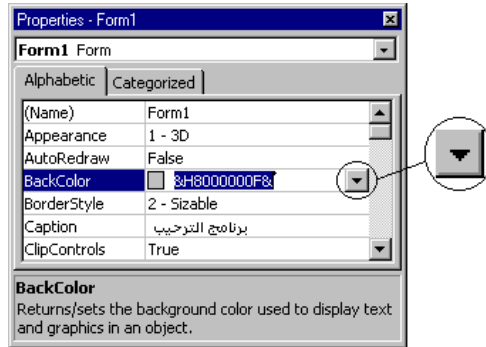 Properties - Form1
Form1 Form
Alphabetic Categorized
(Name) Form1
Appearance 1 - 3D
AutoRedraw False
BackColor &H8000000F&
BorderStyle 2 - Sizable
Caption برنامج الترحيب
ClipControls True
BackColor
Returns/sets the background color used to display text
and graphics in an object.